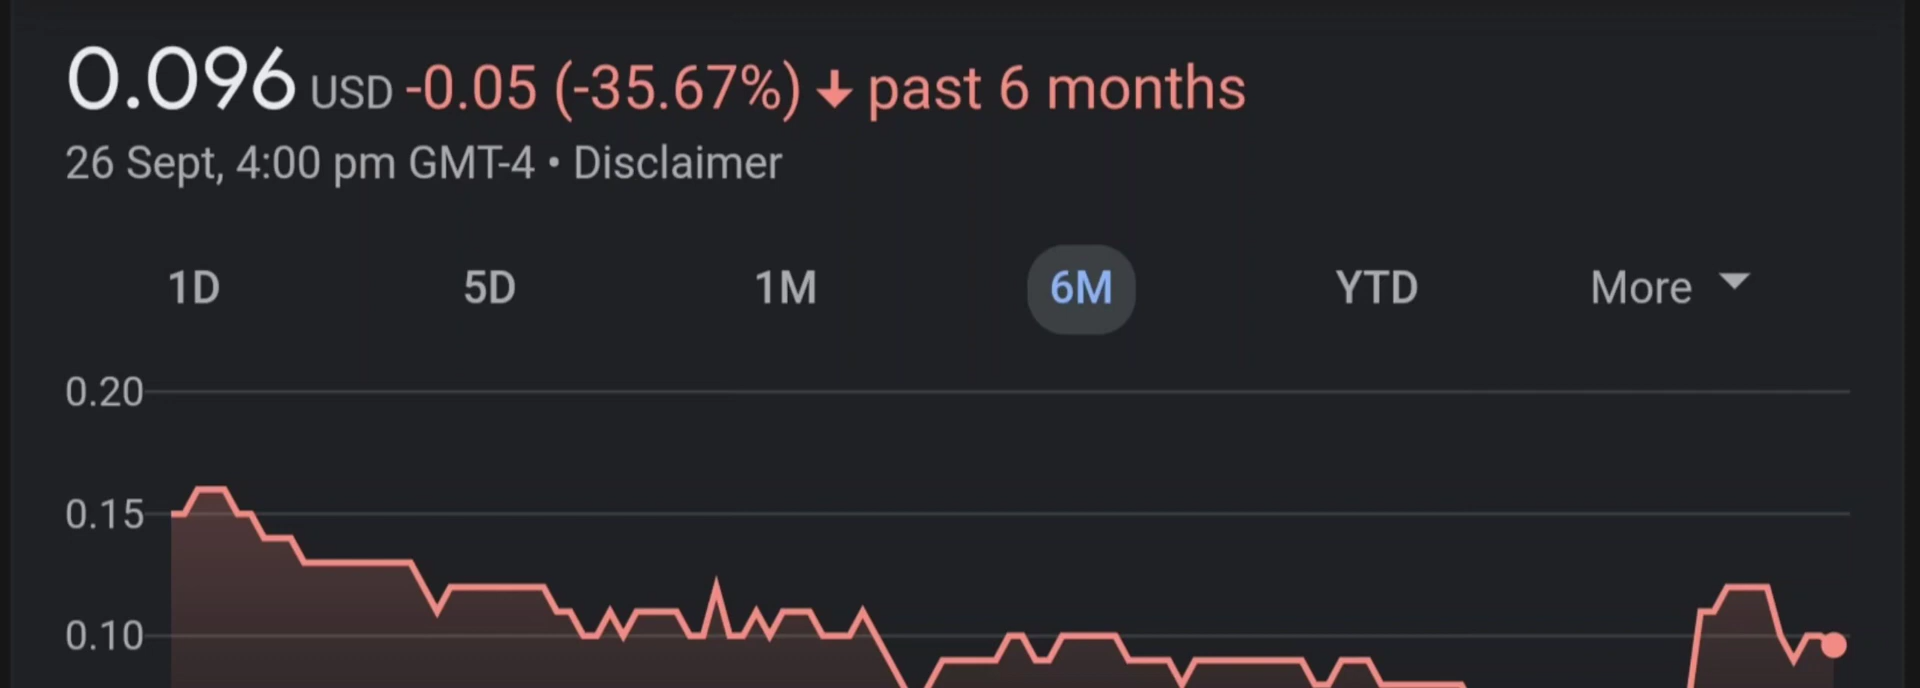 0.096 USD -0.05 (-35.67%) ↓ past 6 months
26 Sept, 4:00 pm GMT-4 • Disclaimer
1D 5D 1M 6M YTD More
0.20
0.15
0.10